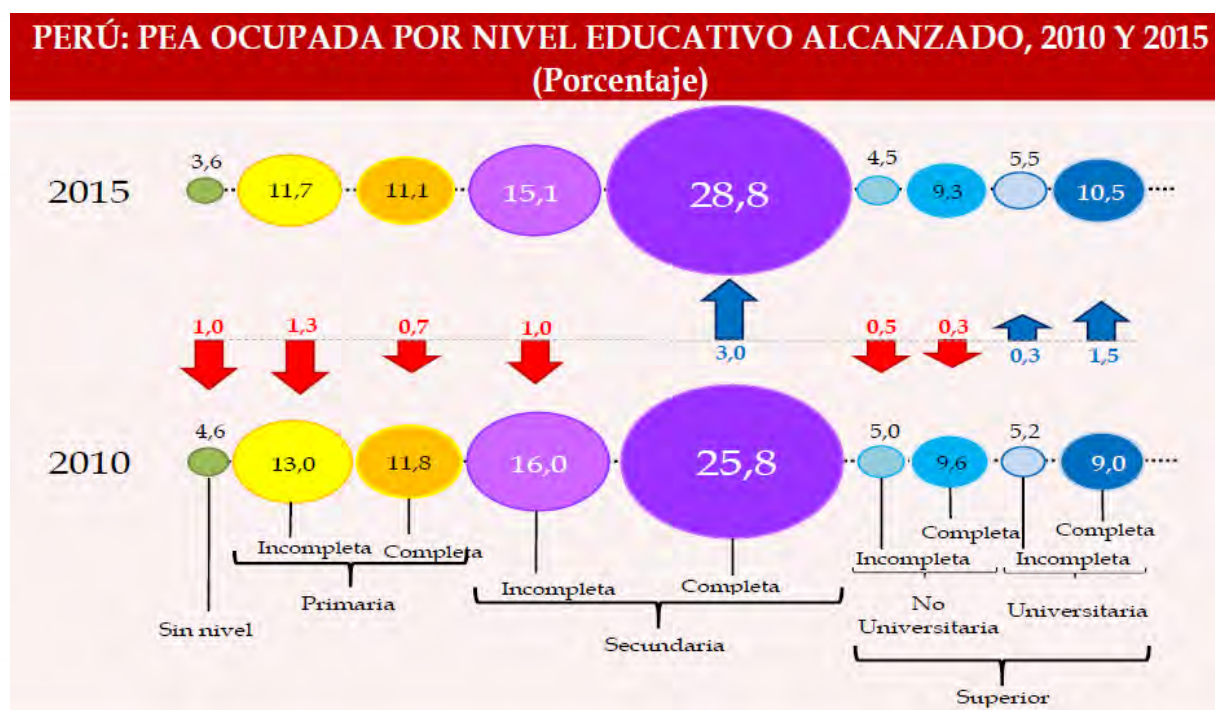 PERÚ: PEA OCUPADA POR NIVEL EDUCATIVO ALCANZADO, 2010 Y 2015
(Porcentaje)
2015
3,6
11,7
11,1
15,1
28,8
4,5
9,3
5,5
10,5
1,0
1,3
0,7
1,0
3,0
0,5
0,3
0,3
1,5
2010
4,6
13,0
11,8
16,0
25,8
5,0
9,6
5,2
9,0
Incompleta
Completa
Incompleta
Completa
Incompleta
Completa
Incompleta
Completa
Sin nivel
Primaria
Secundaria
No
Universitaria
Universitaria
Superior